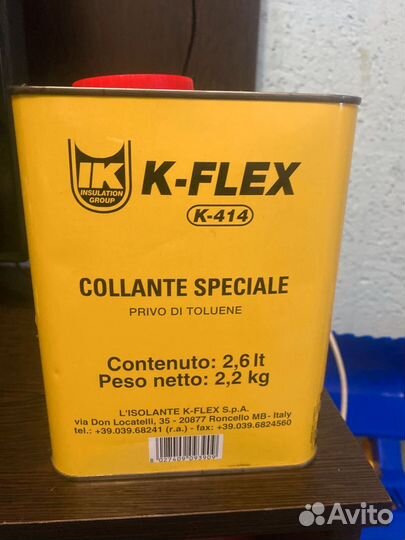 IK
INSULATION
GROUP
K-FLEX
K-414
COLLANTE SPECIALE
PRIVO DI TOLUENE
Contenuto: 2,6 lt
Peso netto: 2,2 kg
L'ISOLANTE K-FLEX S.p.A.
via Don Locatelli, 35 - 20877 Roncello MB- Italy
tel.: +39.039.68241 (r.a.) - fax: +39.039.6824560
Avito